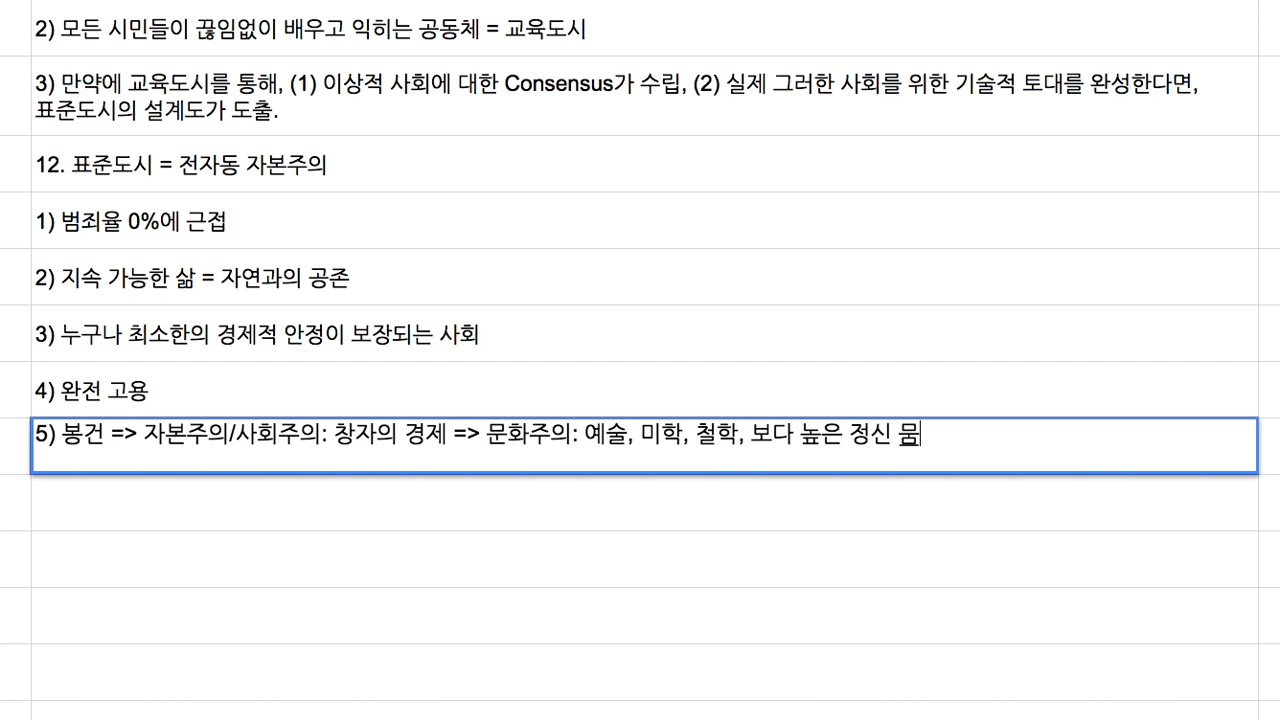 2) 모든 시민들이 끊임없이 배우고 익히는 공동체 = 교육도시
3) 만약에 교육도시를 통해, (1) 이상적 사회에 대한 Consensus가 수립, (2) 실제 그러한 사회를 위한 기술적 토대를 완성한다면,
표준도시의 설계도가 도출.
12. 표준도시 = 전자동 자본주의
1) 범죄율 0%에 근접
2) 지속 가능한 삶 = 자연과의 공존
3) 누구나 최소한의 경제적 안정이 보장되는 사회
4) 완전 고용
5) 봉건 => 자본주의/사회주의: 창자의 경제 => 문화주의: 예술, 미학, 철학, 보다 높은 정신 뭄